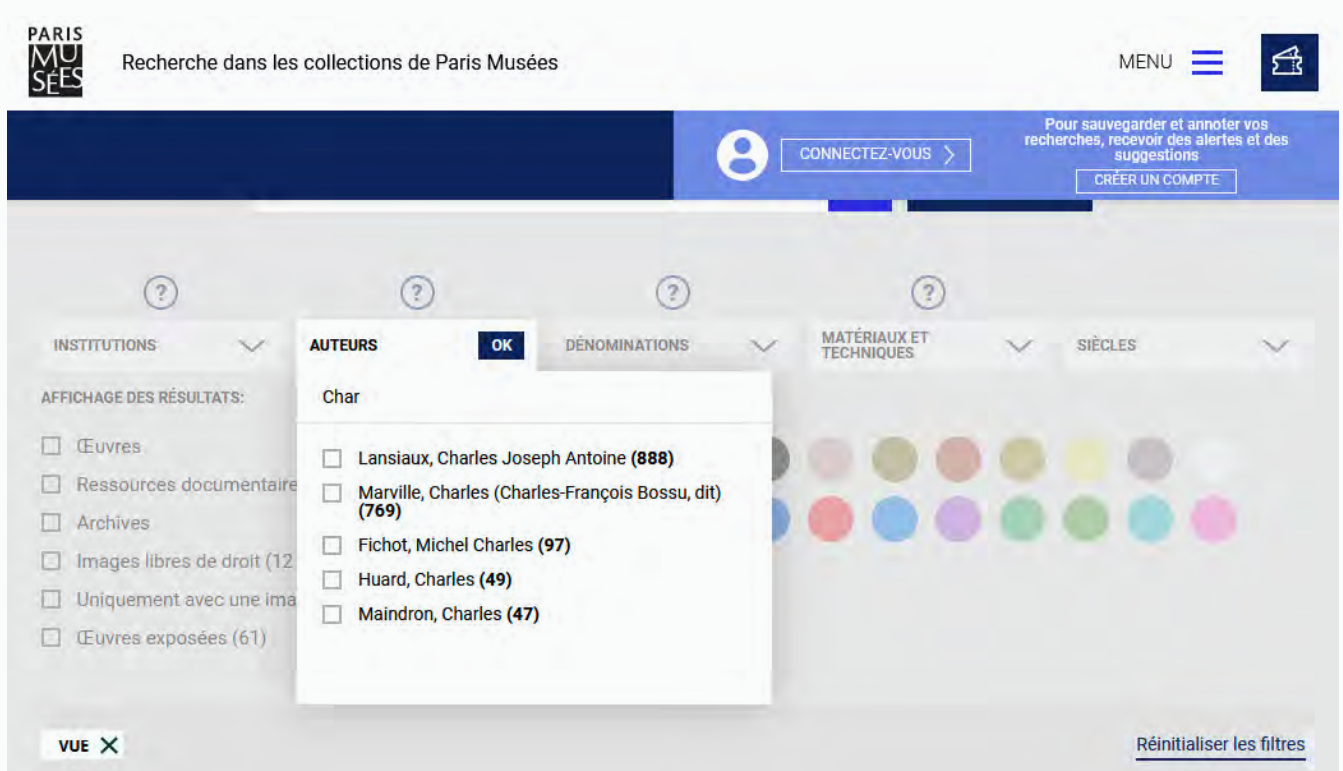 PARIS
MU
SÉES
Recherche dans les collections de Paris Musées
MENU
CONNECTEZ-VOUS
Pour sauvegarder et annoter vos
recherches, recevoir des alertes et des
suggestions
CRÉER UN COMPTE
?
?
?
?
INSTITUTIONS
AUTEURS
OK
DÉNOMINATIONS
MATÉRIAUX ET
TECHNIQUES
SIÈCLES
AFFICHAGE DES RÉSULTATS:
Char
Œuvres
Ressources documentaire
Archives
Images libres de droit (12
Uniquement avec une ima
Œuvres exposées (61)
Lansiaux, Charles Joseph Antoine (888)
Marville, Charles (Charles-François Bossu, dit)
(769)
Fichot, Michel Charles (97)
Huard, Charles (49)
Maindron, Charles (47)
VUE
Réinitialiser les filtres